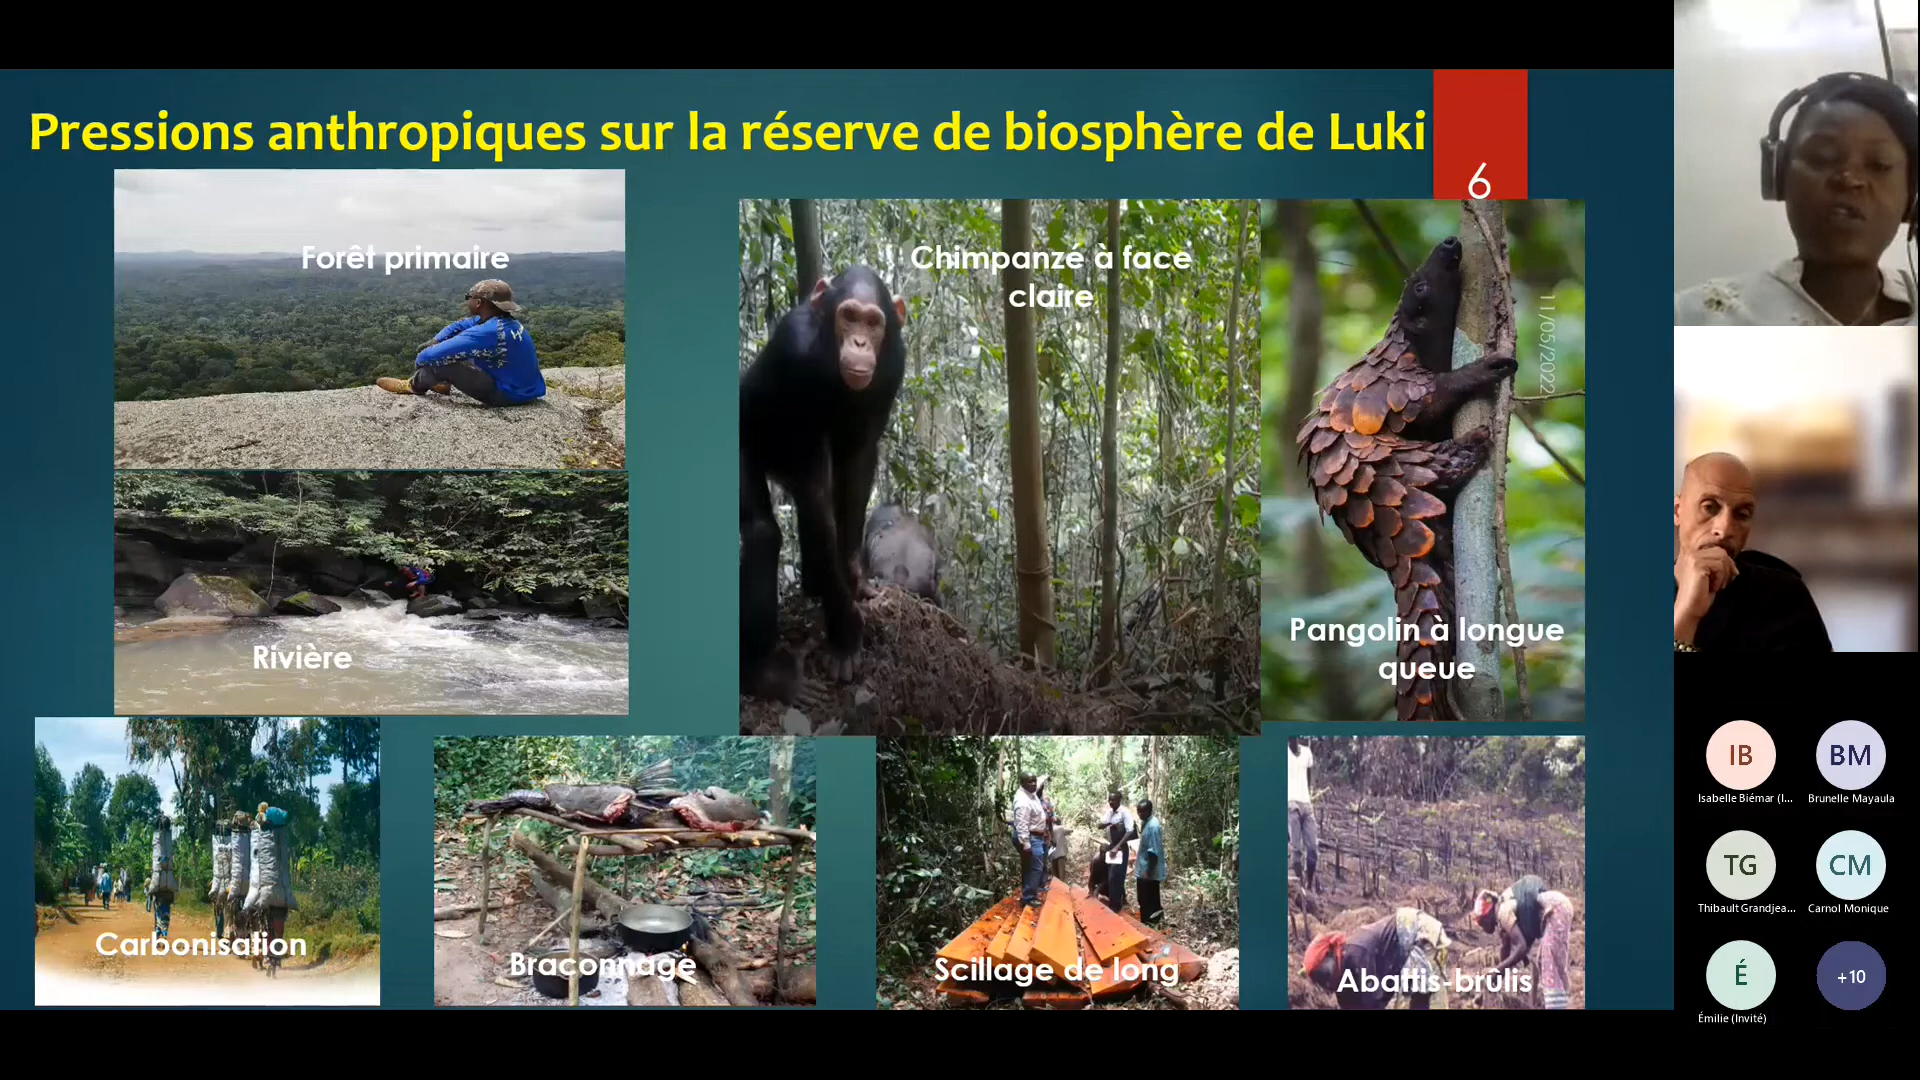 Pressions anthropiques sur la réserve de biosphère de Luki
6
Forêt primaire
Chimpanzé à face
claire
11/05/2022
Pangolin à longue
queue
Rivière
Carbonisation
Braconnage
Scillage de long
Abattis-brûlis
IB
BM
Isabelle Biémar (I...
Brunelle Mayaula
TG
CM
Thibault Grandjea...
Carnol Monique
É
+10
Émilie (Invité)